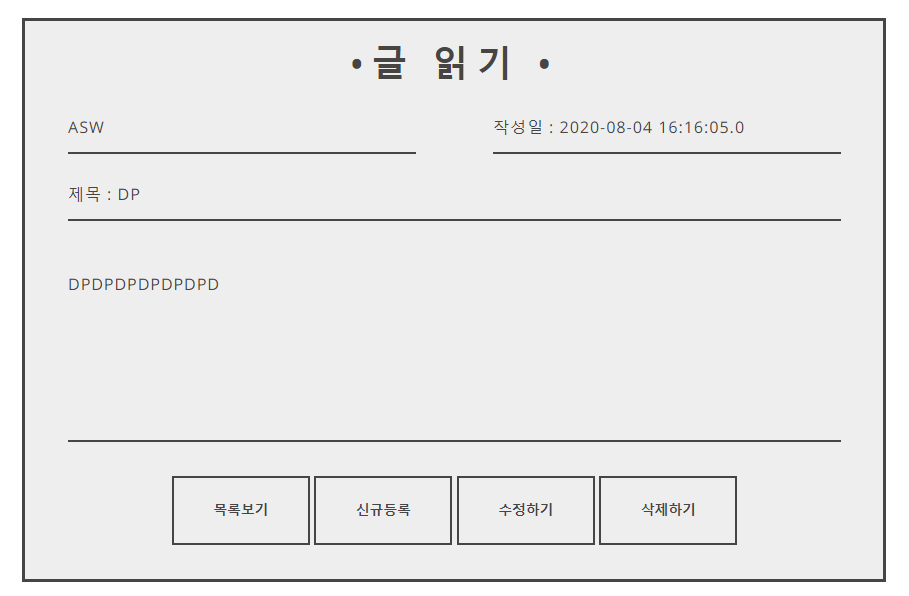 • 글 읽기 •
ASW 작성일 : 2020-08-04 16:16:05.0
제목 : DP
DPDPDPDPDPDPD
목록보기 신규등록 수정하기 삭제하기